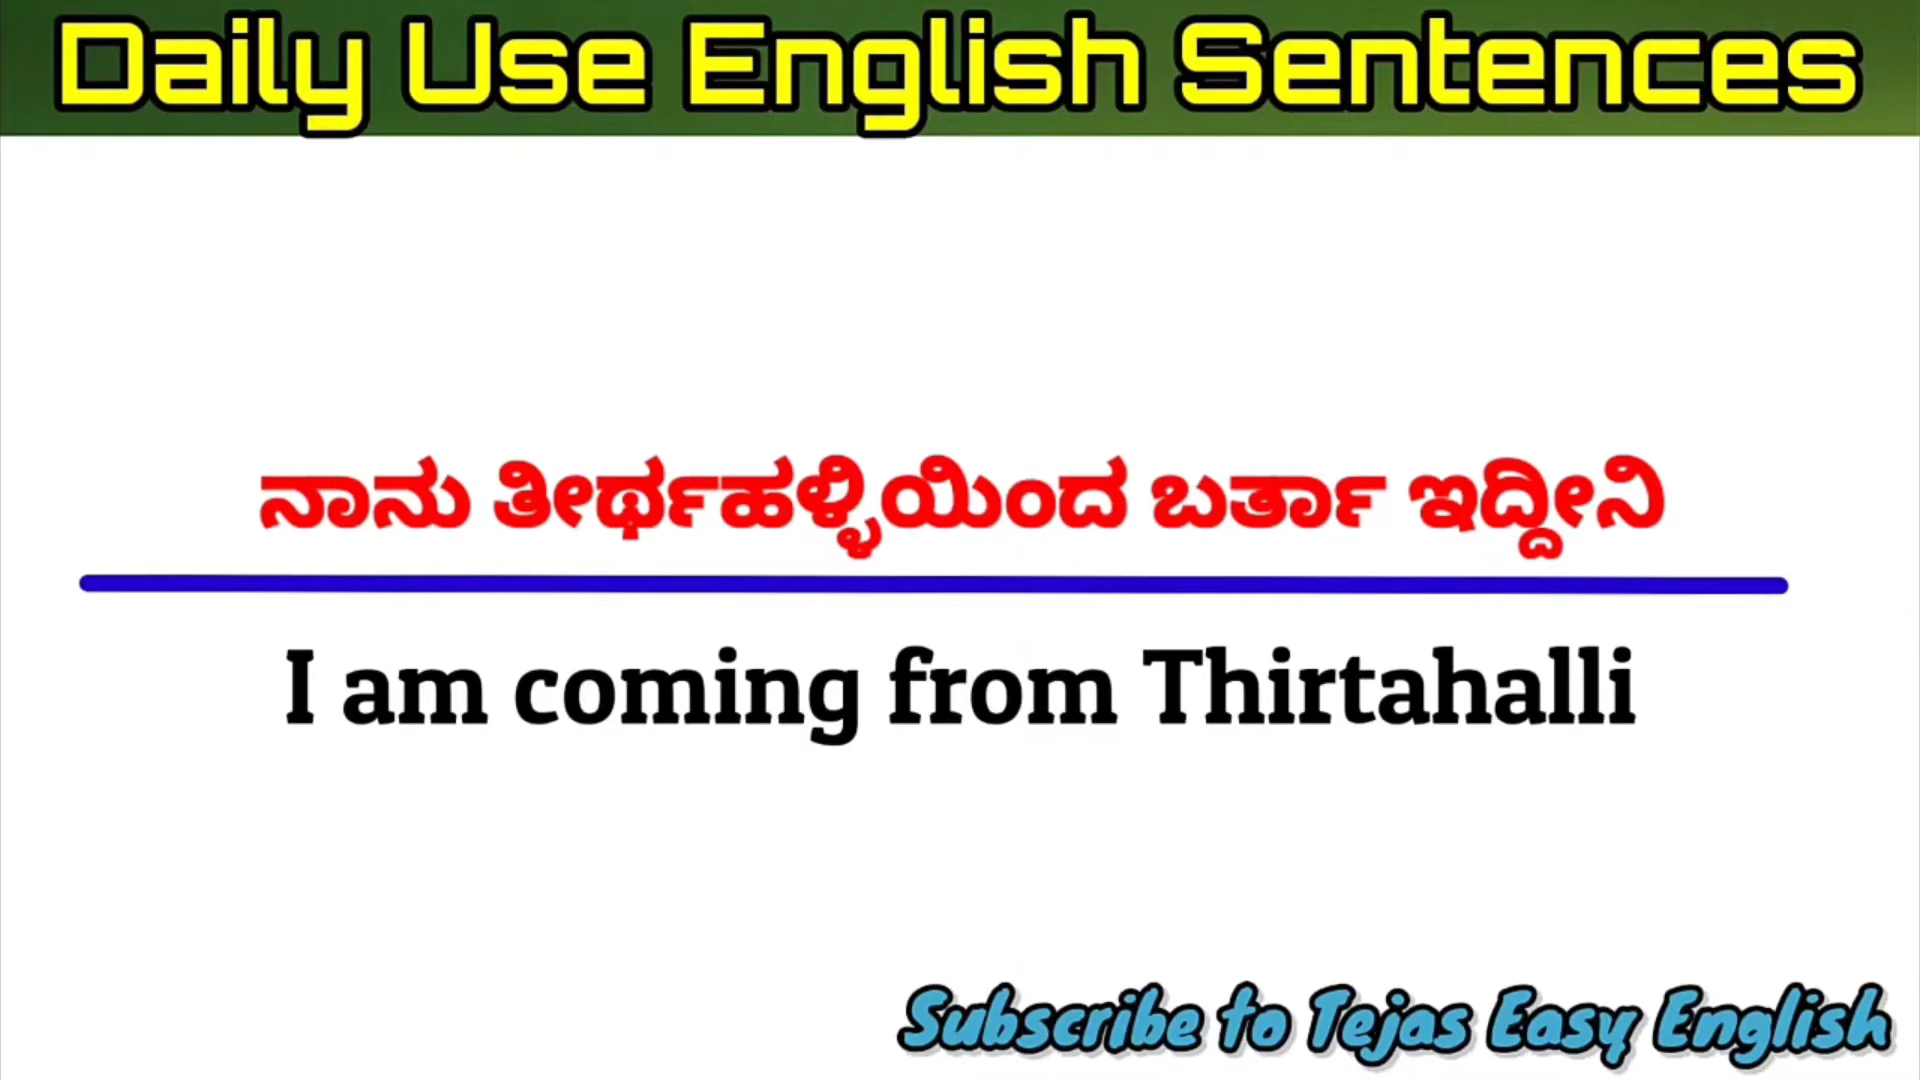 Daily Use English Sentences
ನಾನು ತೀರ್ಥಹಳ್ಳಿಯಿಂದ ಬರ್ತಾ ಇದ್ದೀನಿ
I am coming from Thirtahalli
Subscribe to Tejas Easy English